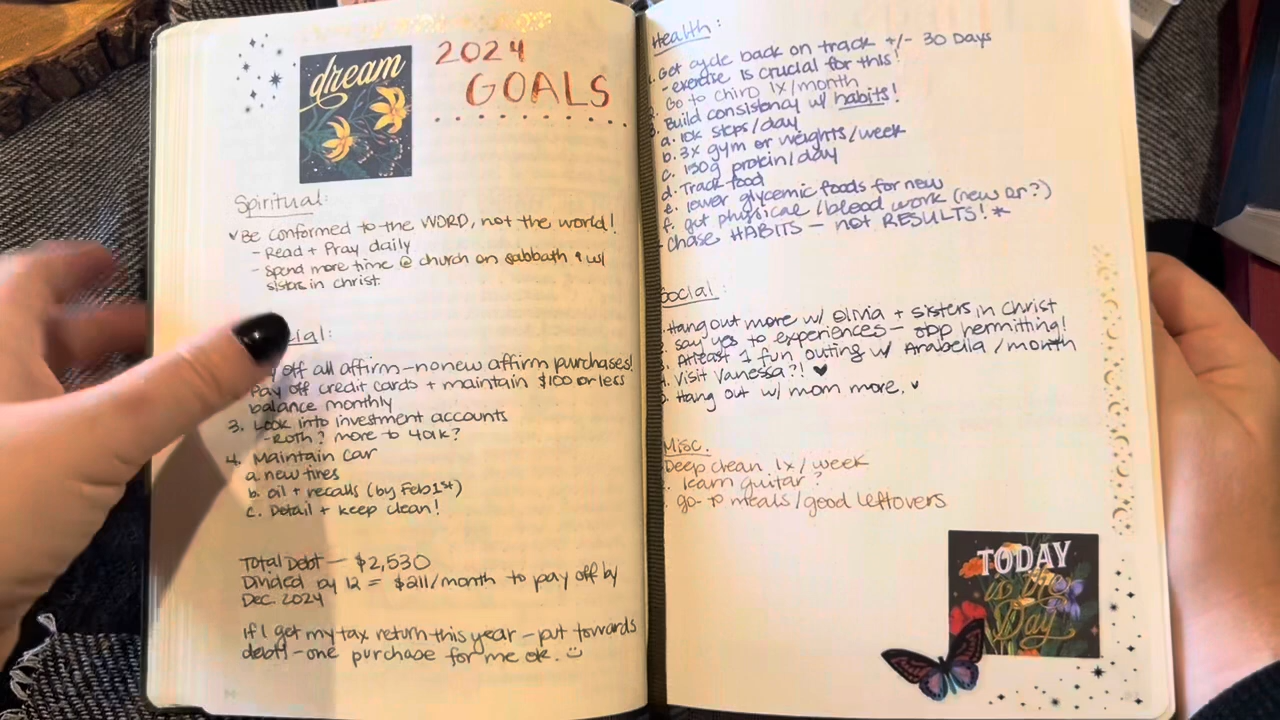 dream
2024
GOALS
Spiritual:
✓Be conformed to the WORD, not the world!
- Read + Pray daily
- Spend more time @ church on sabbath & w/
sisters in christ.
cial:
off all affirm - no new affirm purchases!
Pay off credit cards + maintain $100 or less
balance monthly
3. Look into investment accounts
- Roth? more to 401k?
4. Maintain car
a. new tires
b. oil + recalls (by Feb 1st)
c. Detail + keep clean!
Total Debt — $2,530
Divided by 12 = $211/month to pay off by
Dec. 2024
If I get my tax return this year - put towards
debt! - one purchase for me ok. ☺
Health:
1. Get cycle back on track +/- 30 Days
- exercise is crucial for this!
2. Go to chiro 1x/month
3. Build consistency w/ habits!
a. 10k steps/day
b. 3x gym or weights/week
c. 130g protein/day
d. Track food
e. lower glycemic foods for new
f. get physical / blood work (new Dr?)
Chase HABITS - not RESULTS! *
Social:
Hang out more w/ Olivia + sisters in Christ
say yes to experiences - opp permitting!
3. Atleast 1 fun outing w/ Arabella / month
4. Visit Vanessa?! ♥
Hang out w/ mom more. ♥
Misc.
Deep clean 1x/week
learn guitar?
go-to meals/good leftovers
TODAY
is the
Day